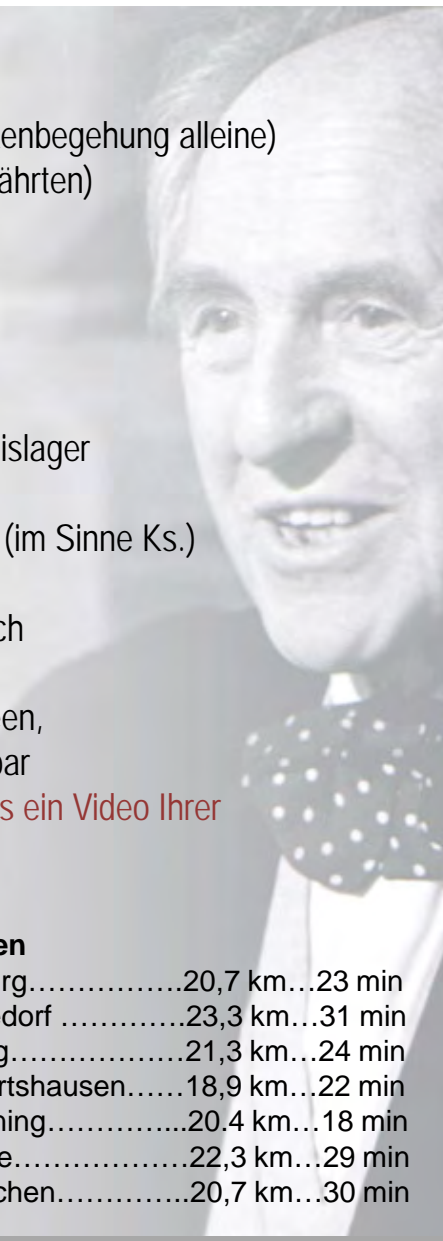 enbegehung alleine)
ährten)
islager
(im Sinne Ks.)
ch
en,
bar
s ein Video Ihrer
en
rg…………….20,7 km…23 min
edorf ………….23,3 km…31 min
g………………21,3 km…24 min
rtshausen……18,9 km…22 min
ning…………...20.4 km…18 min
e………………22,3 km…29 min
chen…………..20,7 km…30 min